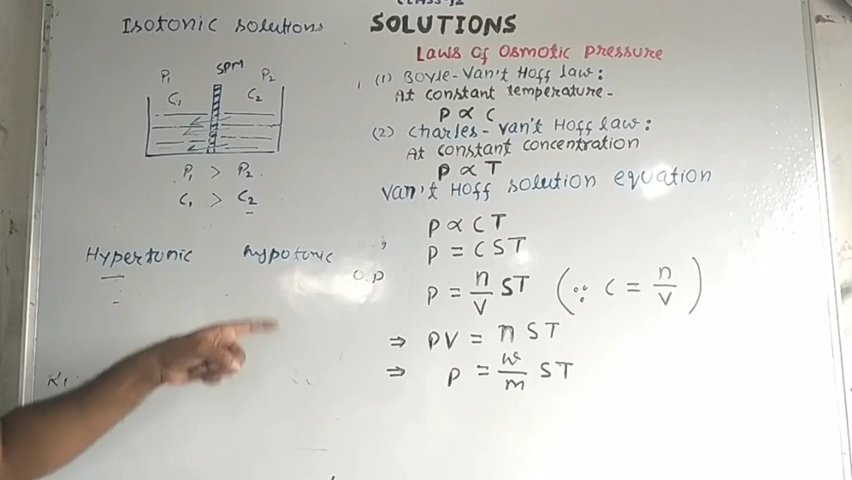 SOLUTIONS
Isotonic solutions
P₁ SPM P₂
C₁ C₂
P₁ > P₂
C₁ > C₂
Hypertonic hypotonic
O.P
Laws of Osmotic Pressure
(1) Boyle-Van't Hoff law:
At constant temperature-
P ∝ C
(2) Charles-Van't Hoff law:
At constant concentration
P ∝ T
Van't Hoff solution equation
P ∝ CT
P = CST
P = n/V ST (∵ C = n/V)
⇒ PV = nST
⇒ P = w/m ST